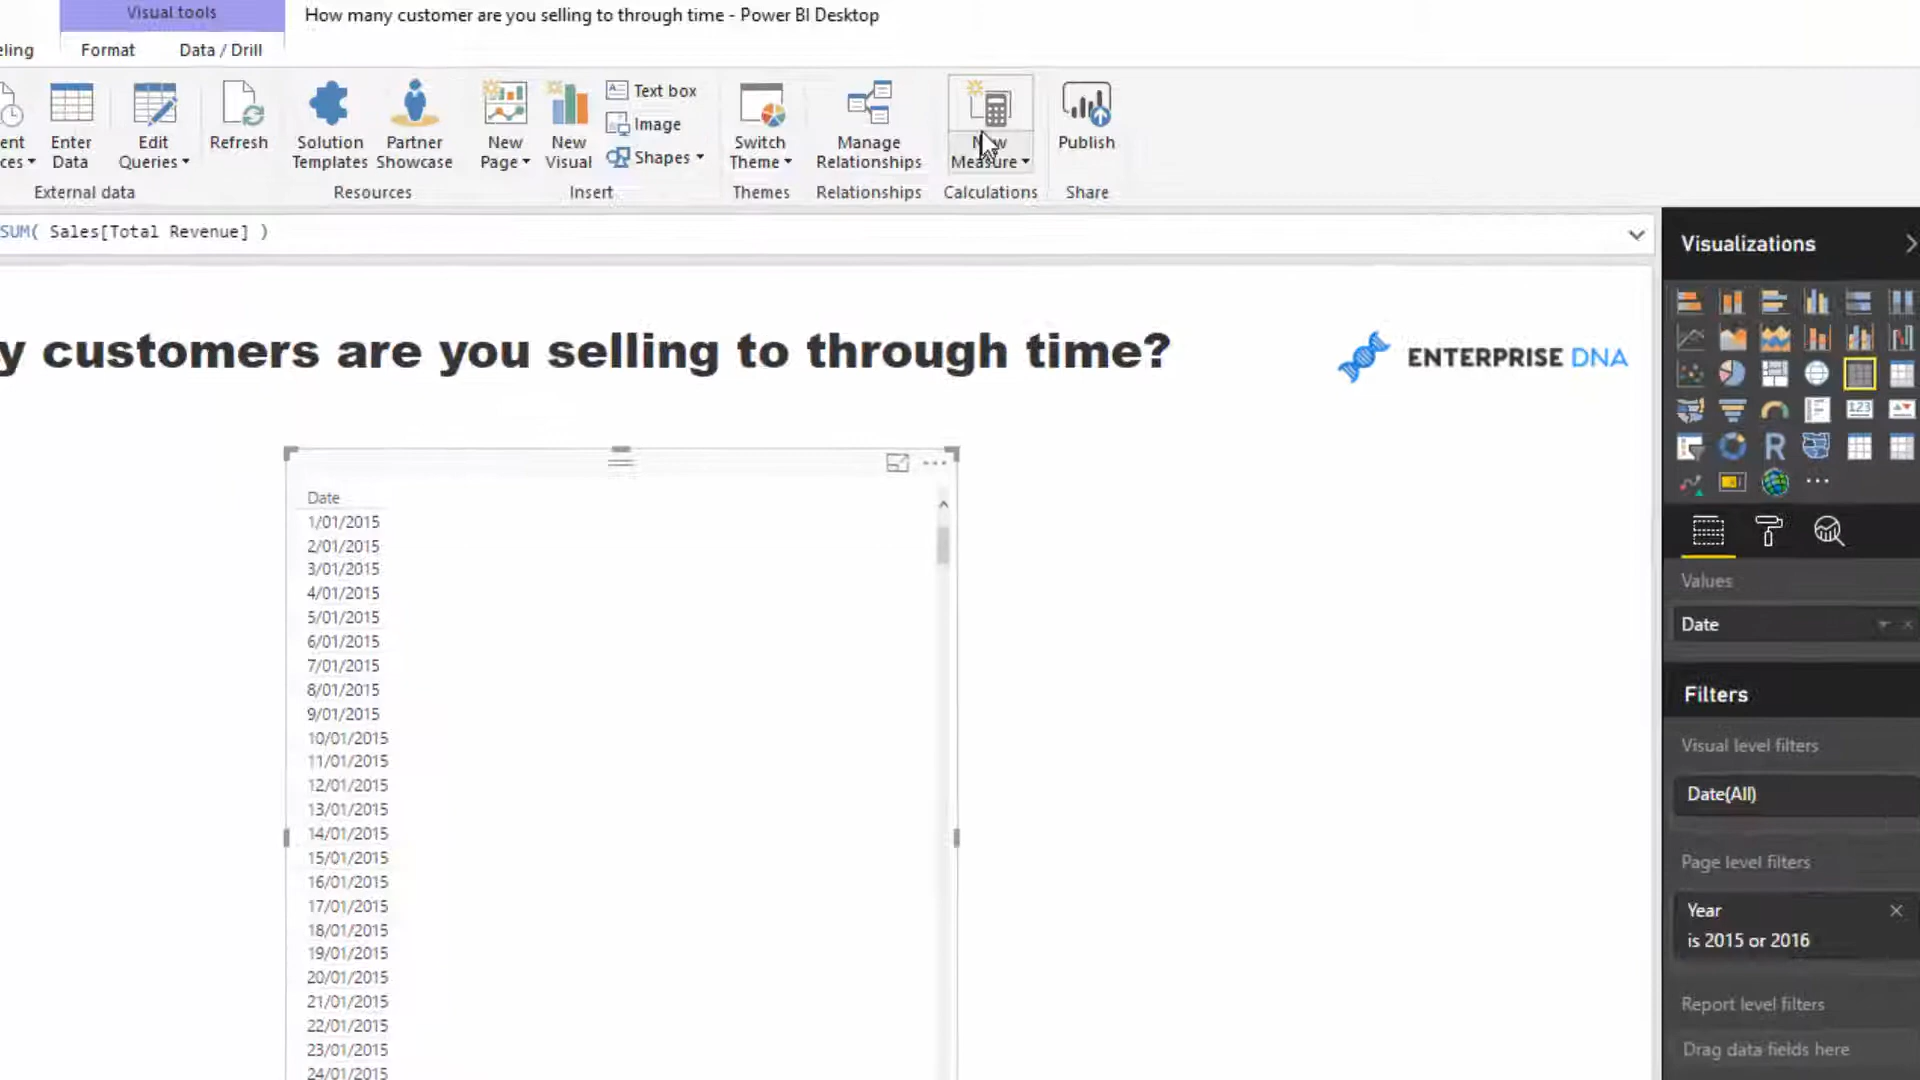 Visual tools
How many customer are you selling to through time - Power BI Desktop
eling
Format
Data / Drill
ent
ces
Enter
Data
Edit
Queries
Refresh
Solution
Templates
Partner
Showcase
New
Page
New
Visual
Text box
Image
Shapes
Switch
Theme
Manage
Relationships
New
Measure
Publish
External data
Resources
Insert
Themes
Relationships
Calculations
Share
SUM( Sales[Total Revenue] )
y customers are you selling to through time?
ENTERPRISE DNA
Date
1/01/2015
2/01/2015
3/01/2015
4/01/2015
5/01/2015
6/01/2015
7/01/2015
8/01/2015
9/01/2015
10/01/2015
11/01/2015
12/01/2015
13/01/2015
14/01/2015
15/01/2015
16/01/2015
17/01/2015
18/01/2015
19/01/2015
20/01/2015
21/01/2015
22/01/2015
23/01/2015
24/01/2015
Visualizations
123
R
Values
Date
Filters
Visual level filters
Date(All)
Page level filters
Year
is 2015 or 2016
Report level filters
Drag data fields here